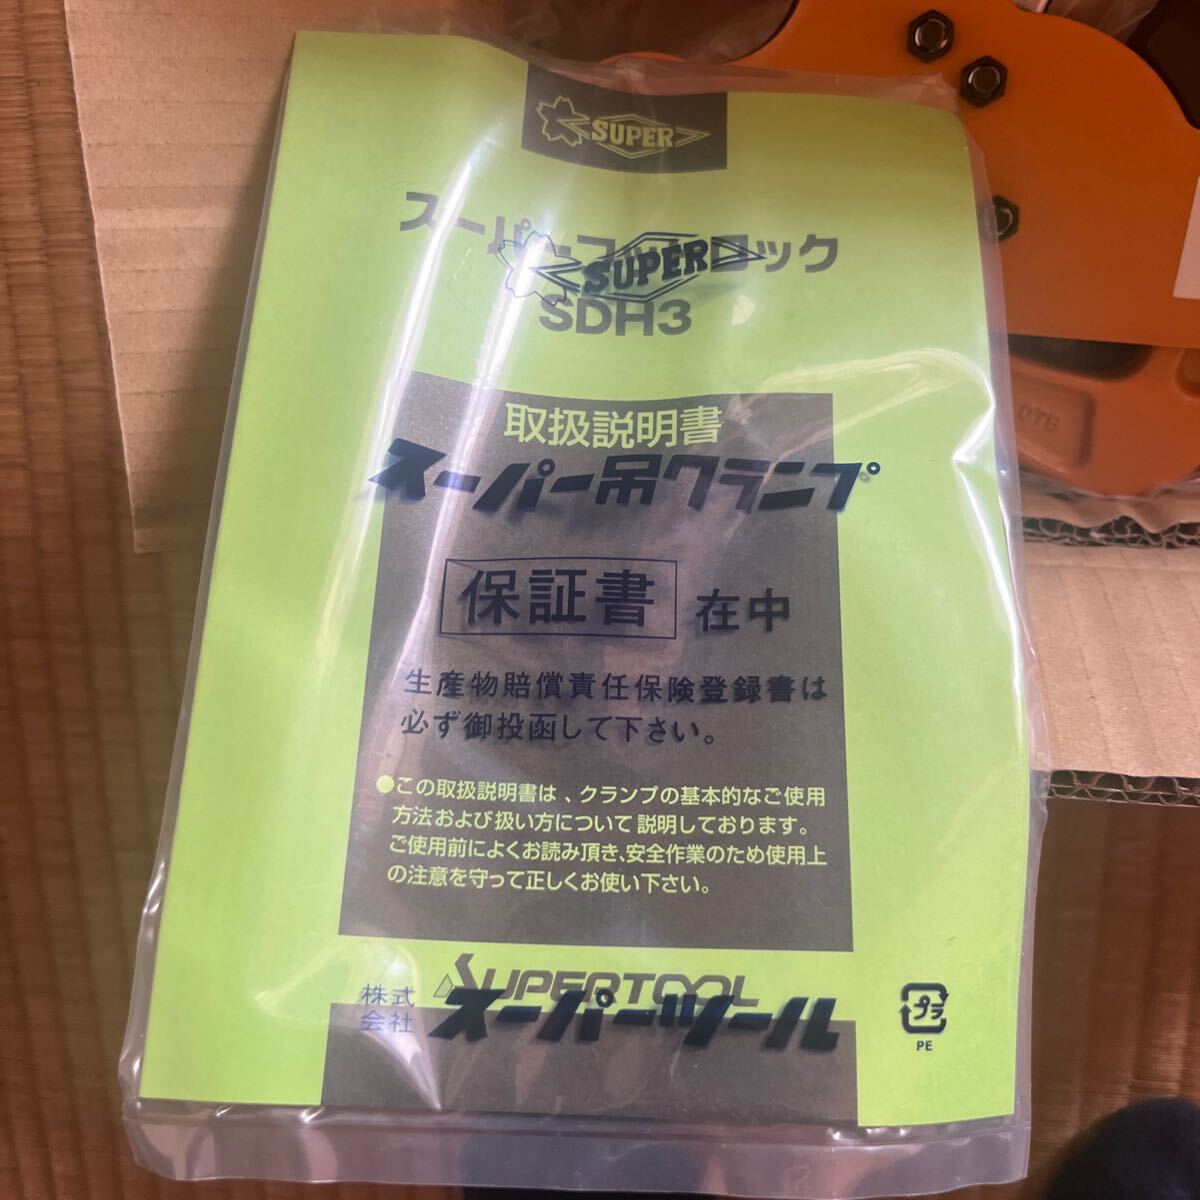 SUPER
スーパーフットロック
SUPER
SDH3
取扱説明書
スーパー吊クランプ
保証書 在中
生産物賠償責任保険登録書は
必ず御投函して下さい。
●この取扱説明書は、クランプの基本的なご使用
方法および扱い方について説明しております。
ご使用前によくお読み頂き、安全作業のため使用上
の注意を守って正しくお使い下さい。
SUPERTOOL
株式会社 スーパーツール
プラ
PE
07G